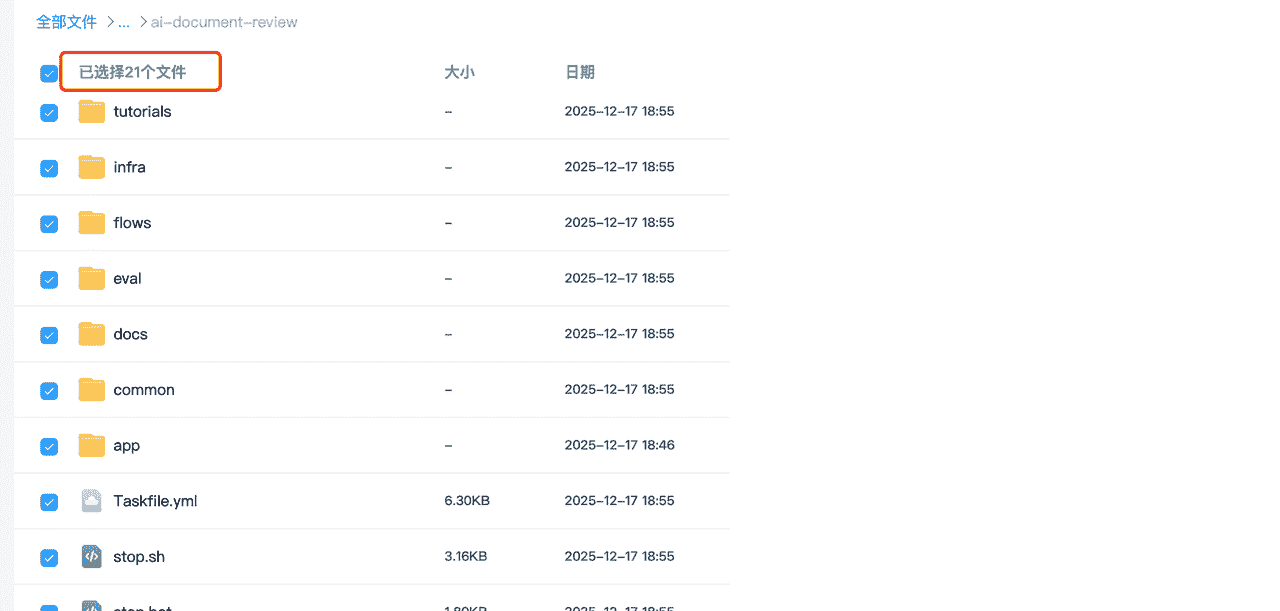 全部文件 > ... > ai-document-review
已选择21个文件 大小 日期
tutorials - 2025-12-17 18:55
infra - 2025-12-17 18:55
flows - 2025-12-17 18:55
eval - 2025-12-17 18:55
docs - 2025-12-17 18:55
common - 2025-12-17 18:55
app - 2025-12-17 18:46
Taskfile.yml 6.30KB 2025-12-17 18:55
stop.sh 3.16KB 2025-12-17 18:55